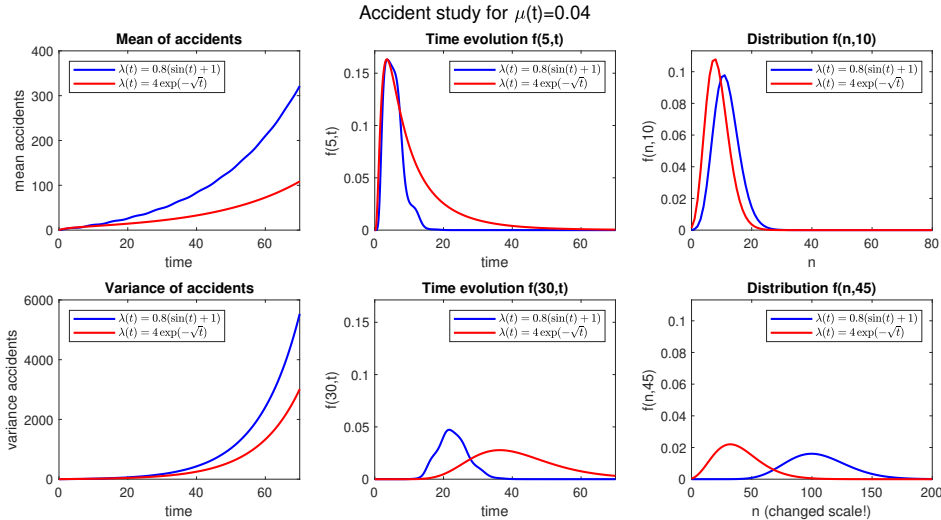 Accident study for μ(t)=0.04
Mean of accidents
400
300
200
100
0
mean accidents
λ(t) = 0.8(sin(t) + 1)
λ(t) = 4 exp(−√t)
0 20 40 60
time
Time evolution f(5,t)
0.15
0.1
0.05
0
f(5,t)
λ(t) = 0.8(sin(t) + 1)
λ(t) = 4 exp(−√t)
0 20 40 60
time
Distribution f(n,10)
0.1
0.08
0.06
0.04
0.02
0
f(n,10)
λ(t) = 0.8(sin(t) + 1)
λ(t) = 4 exp(−√t)
0 20 40 60 80
n
Variance of accidents
6000
4000
2000
0
variance accidents
λ(t) = 0.8(sin(t) + 1)
λ(t) = 4 exp(−√t)
0 20 40 60
time
Time evolution f(30,t)
0.15
0.1
0.05
0
f(30,t)
λ(t) = 0.8(sin(t) + 1)
λ(t) = 4 exp(−√t)
0 20 40 60
time
Distribution f(n,45)
0.1
0.08
0.06
0.04
0.02
0
f(n,45)
λ(t) = 0.8(sin(t) + 1)
λ(t) = 4 exp(−√t)
0 50 100 150 200
n (changed scale!)